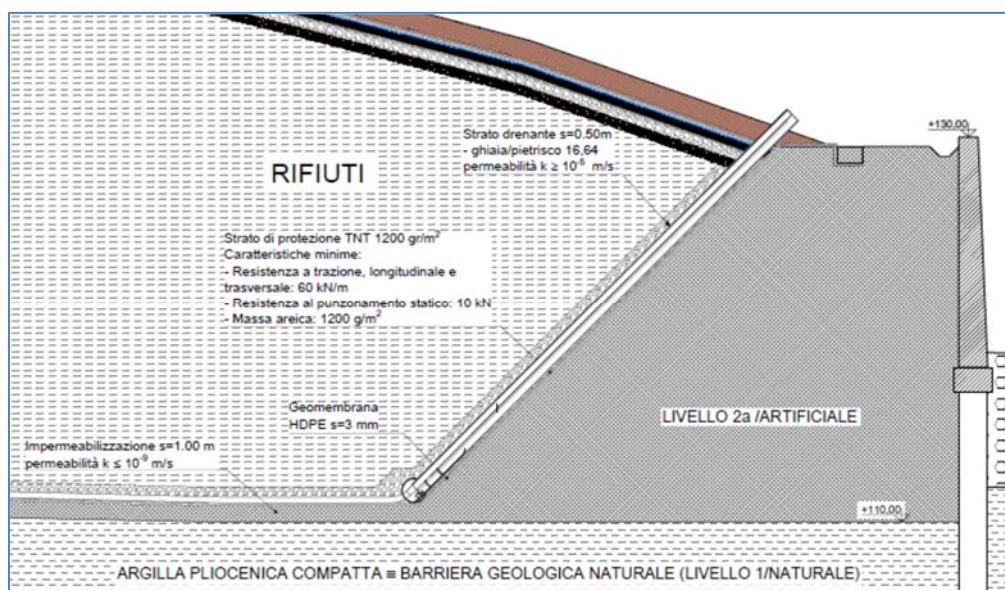 +130,00
Strato drenante s=0.50m
- ghiaia/pietrisco 16,64
permeabilità k ≥ 10⁻⁵ m/s
RIFIUTI
Strato di protezione TNT 1200 gr/m²
Caratteristiche minime:
- Resistenza a trazione, longitudinale e
trasversale: 60 kN/m
- Resistenza al punzonamento statico: 10 kN
- Massa areica: 1200 g/m²
Geomembrana
HDPE s=3 mm
LIVELLO 2a /ARTIFICIALE
Impermeabilizzazione s=1.00 m
permeabilità k ≤ 10⁻⁹ m/s
+110,00
ARGILLA PLIOCENICA COMPATTA ≡ BARRIERA GEOLOGICA NATURALE (LIVELLO 1/NATURALE)